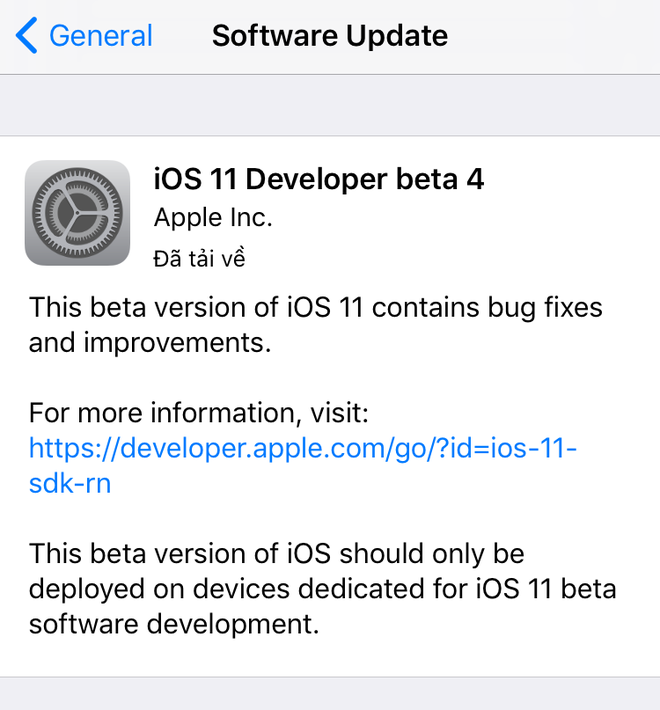 General
Software Update
iOS 11 Developer beta 4
Apple Inc.
Đã tải về
This beta version of iOS 11 contains bug fixes
and improvements.
For more information, visit:
https://developer.apple.com/go/?id=ios-11-
sdk-rn
This beta version of iOS should only be
deployed on devices dedicated for iOS 11 beta
software development.